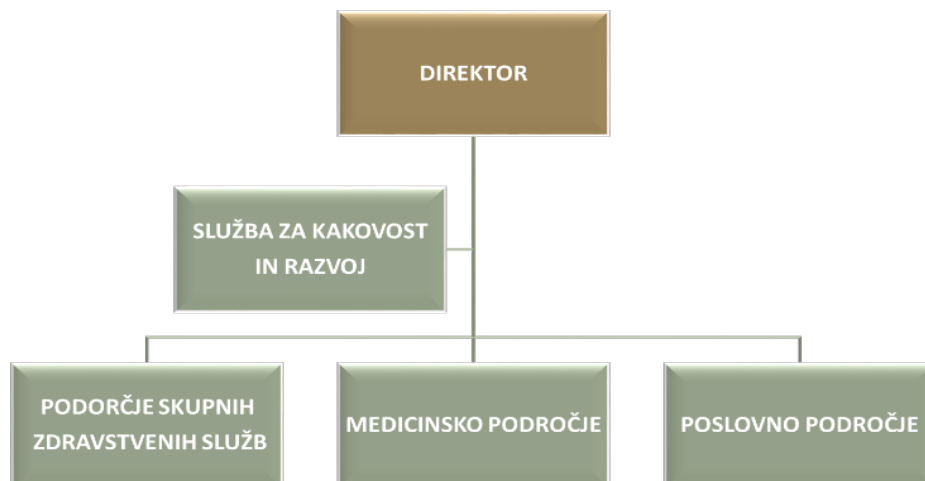 DIREKTOR
SLUŽBA ZA KAKOVOST
IN RAZVOJ
PODORČJE SKUPNIH
ZDRAVSTVENIH SLUŽB
MEDICINSKO PODROČJE
POSLOVNO PODROČJE